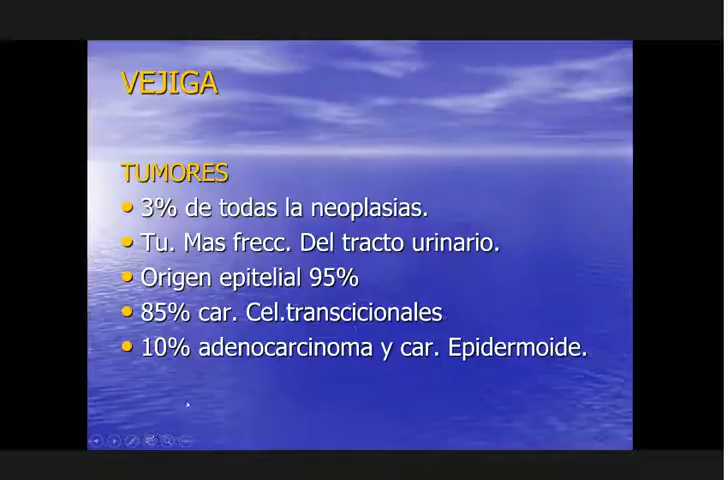 VEJIGA
TUMORES
• 3% de todas la neoplasias.
• Tu. Mas frecc. Del tracto urinario.
• Origen epitelial 95%
• 85% car. Cel.transcicionales
• 10% adenocarcinoma y car. Epidermoide.